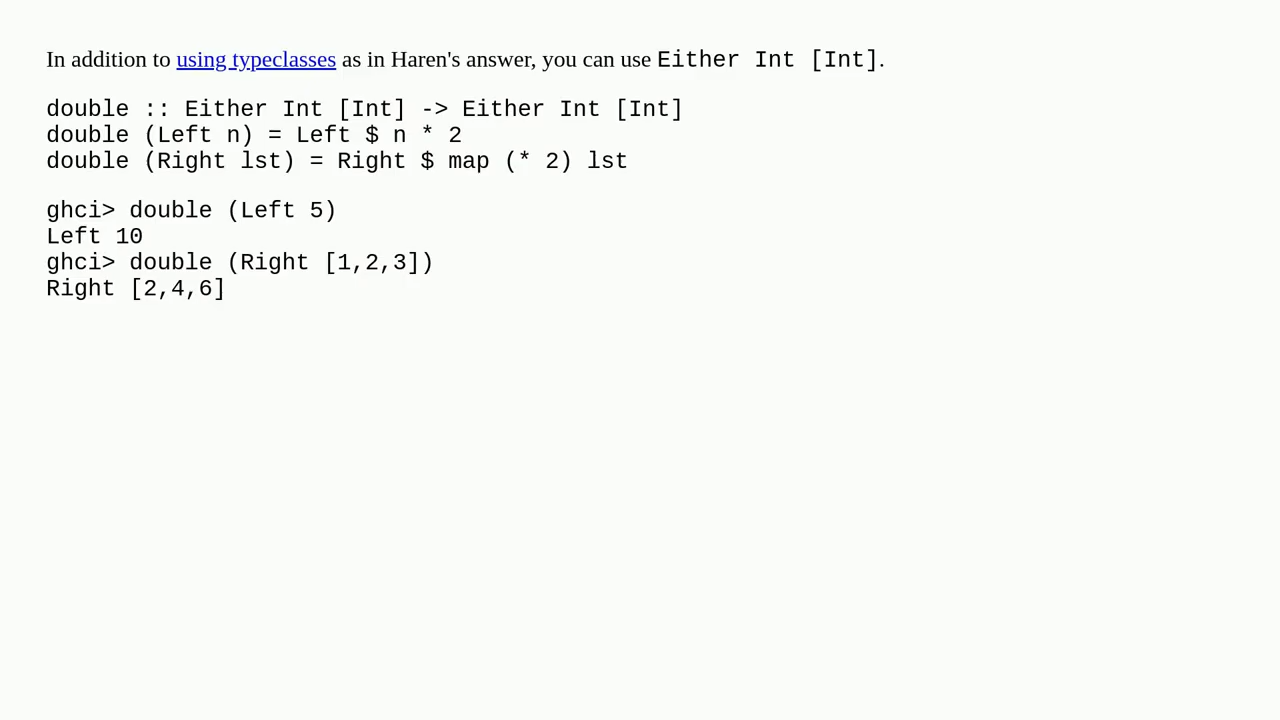 In addition to using typeclasses as in Haren's answer, you can use Either Int [Int].
double :: Either Int [Int] -> Either Int [Int]
double (Left n) = Left $ n * 2
double (Right lst) = Right $ map (* 2) lst
ghci> double (Left 5)
Left 10
ghci> double (Right [1,2,3])
Right [2,4,6]